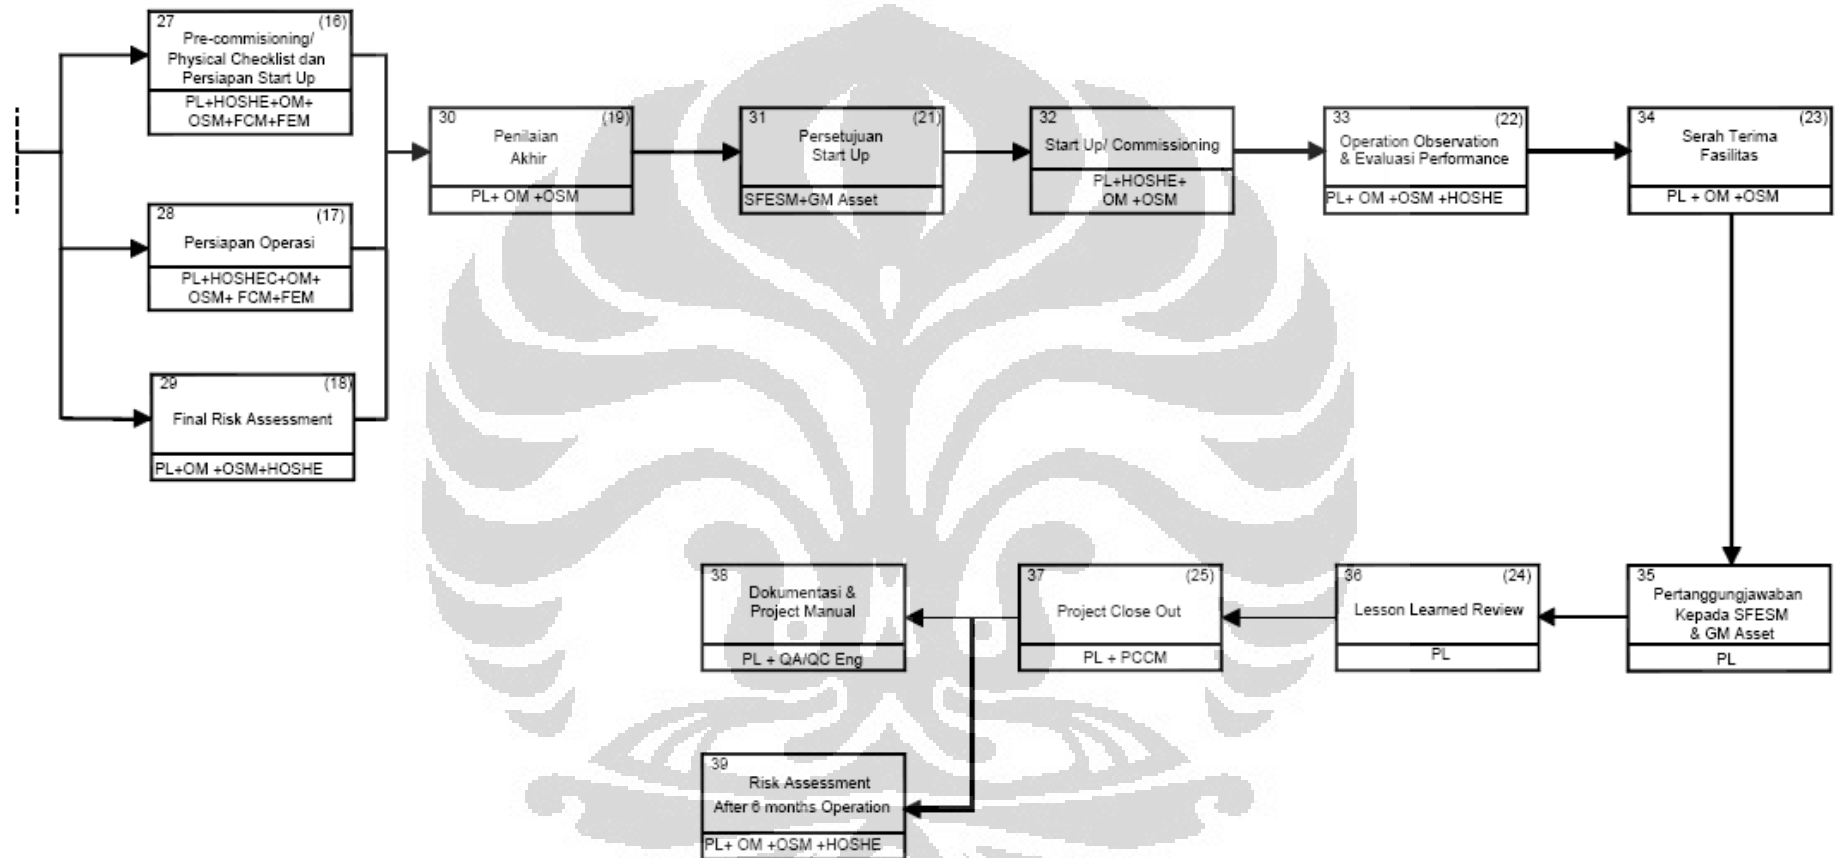 27 (16)
Pre-commisioning/
Physical Checklist dan
Persiapan Start Up
PL+HOSHE+OM+
OSM+FCM+FEM
28 (17)
Persiapan Operasi
PL+HOSHEC+OM+
OSM+ FCM+FEM
29 (18)
Final Risk Assessment
PL+OM +OSM+HOSHE
30 (19)
Penilaian
Akhir
PL+ OM +OSM
31 (21)
Persetujuan
Start Up
SFESM+GM Asset
32
Start Up/ Commissioning
PL+HOSHE+
OM +OSM
33 (22)
Operation Observation
& Evaluasi Performance
PL+ OM +OSM +HOSHE
34 (23)
Serah Terima
Fasilitas
PL + OM +OSM
35
Pertanggungjawaban
Kepada SFESM
& GM Asset
PL
36 (24)
Lesson Learned Review
PL
37 (25)
Project Close Out
PL + PCCM
38
Dokumentasi &
Project Manual
PL + QA/QC Eng
39
Risk Assessment
After 6 months Operation
PL+ OM +OSM +HOSHE